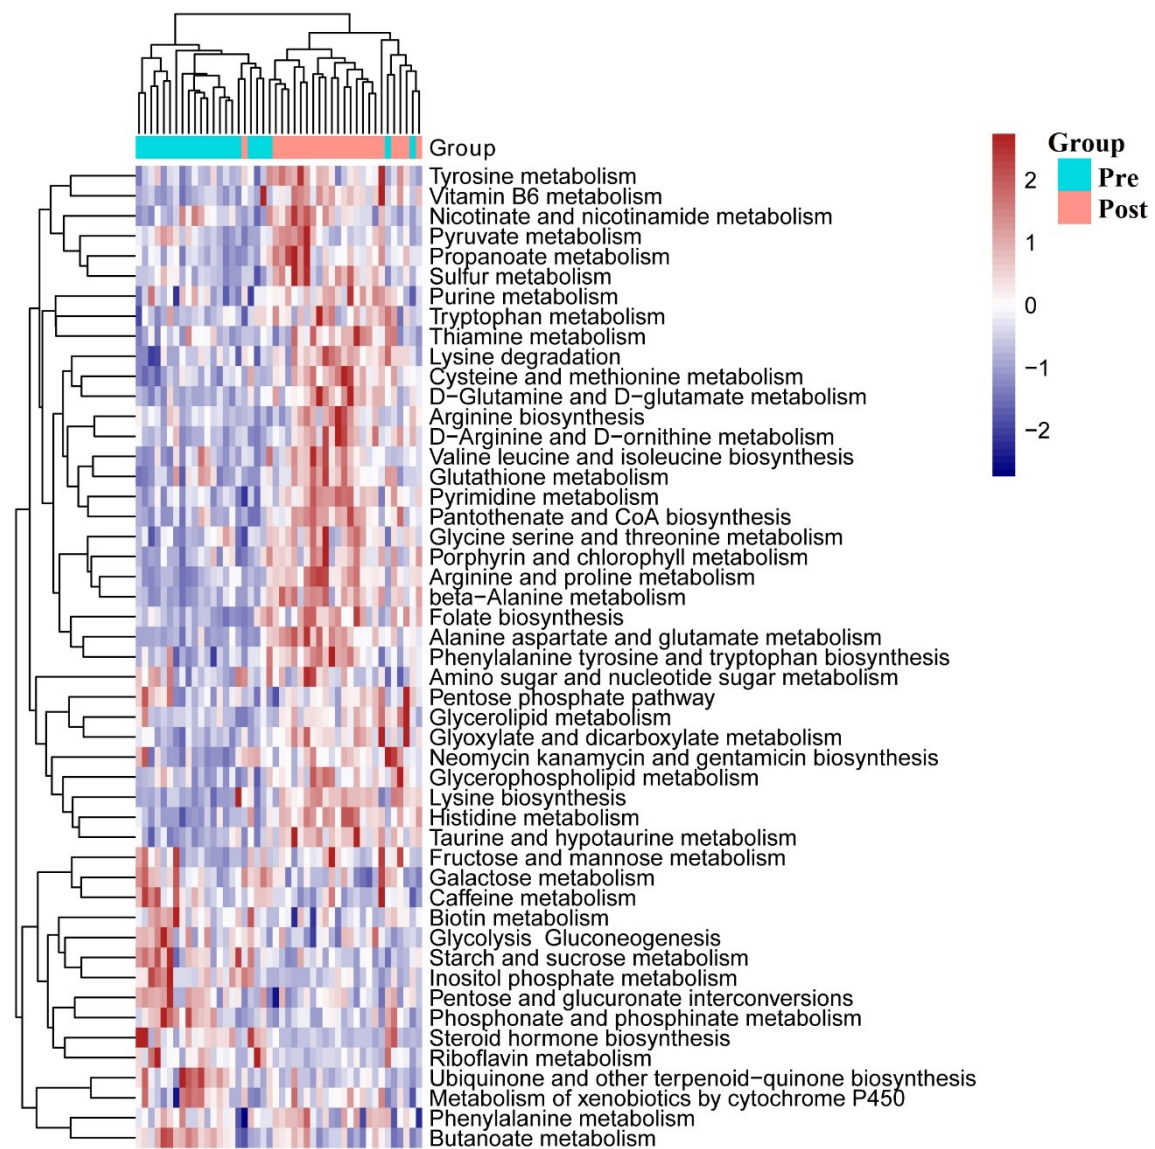 Group
Tyrosine metabolism
Vitamin B6 metabolism
Nicotinate and nicotinamide metabolism
Pyruvate metabolism
Propanoate metabolism
Sulfur metabolism
Purine metabolism
Tryptophan metabolism
Thiamine metabolism
Lysine degradation
Cysteine and methionine metabolism
D−Glutamine and D−glutamate metabolism
Arginine biosynthesis
D−Arginine and D−ornithine metabolism
Valine leucine and isoleucine biosynthesis
Glutathione metabolism
Pyrimidine metabolism
Pantothenate and CoA biosynthesis
Glycine serine and threonine metabolism
Porphyrin and chlorophyll metabolism
Arginine and proline metabolism
beta−Alanine metabolism
Folate biosynthesis
Alanine aspartate and glutamate metabolism
Phenylalanine tyrosine and tryptophan biosynthesis
Amino sugar and nucleotide sugar metabolism
Pentose phosphate pathway
Glycerolipid metabolism
Glyoxylate and dicarboxylate metabolism
Neomycin kanamycin and gentamicin biosynthesis
Glycerophospholipid metabolism
Lysine biosynthesis
Histidine metabolism
Taurine and hypotaurine metabolism
Fructose and mannose metabolism
Galactose metabolism
Caffeine metabolism
Biotin metabolism
Glycolysis  Gluconeogenesis
Starch and sucrose metabolism
Inositol phosphate metabolism
Pentose and glucuronate interconversions
Phosphonate and phosphinate metabolism
Steroid hormone biosynthesis
Riboflavin metabolism
Ubiquinone and other terpenoid−quinone biosynthesis
Metabolism of xenobiotics by cytochrome P450
Phenylalanine metabolism
Butanoate metabolism
2
1
0
−1
−2
Group
Pre
Post